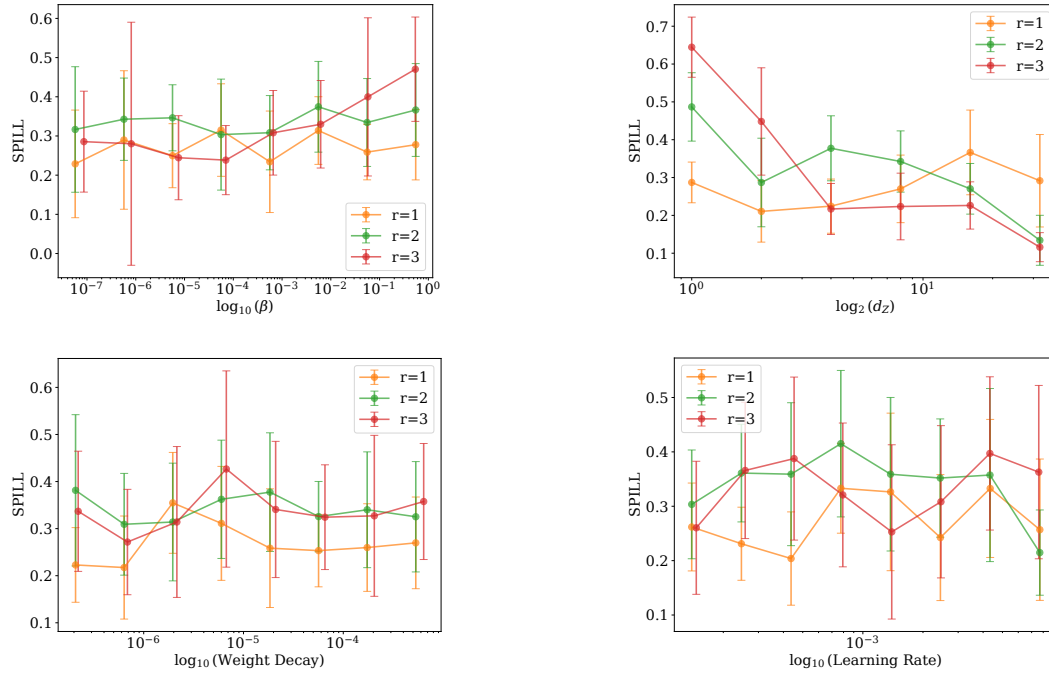 0.6
0.5
0.4
0.3
0.2
0.1
0.0
SPILL
r=1
r=2
r=3
10⁻⁷ 10⁻⁶ 10⁻⁵ 10⁻⁴ 10⁻³ 10⁻² 10⁻¹ 10⁰
log₁₀(β)
0.7
0.6
0.5
0.4
0.3
0.2
0.1
SPILL
r=1
r=2
r=3
10⁰ 10¹
log₂(d_Z)
0.6
0.5
0.4
0.3
0.2
0.1
SPILL
r=1
r=2
r=3
10⁻⁶ 10⁻⁵ 10⁻⁴
log₁₀(Weight Decay)
0.5
0.4
0.3
0.2
0.1
SPILL
r=1
r=2
r=3
10⁻³
log₁₀(Learning Rate)